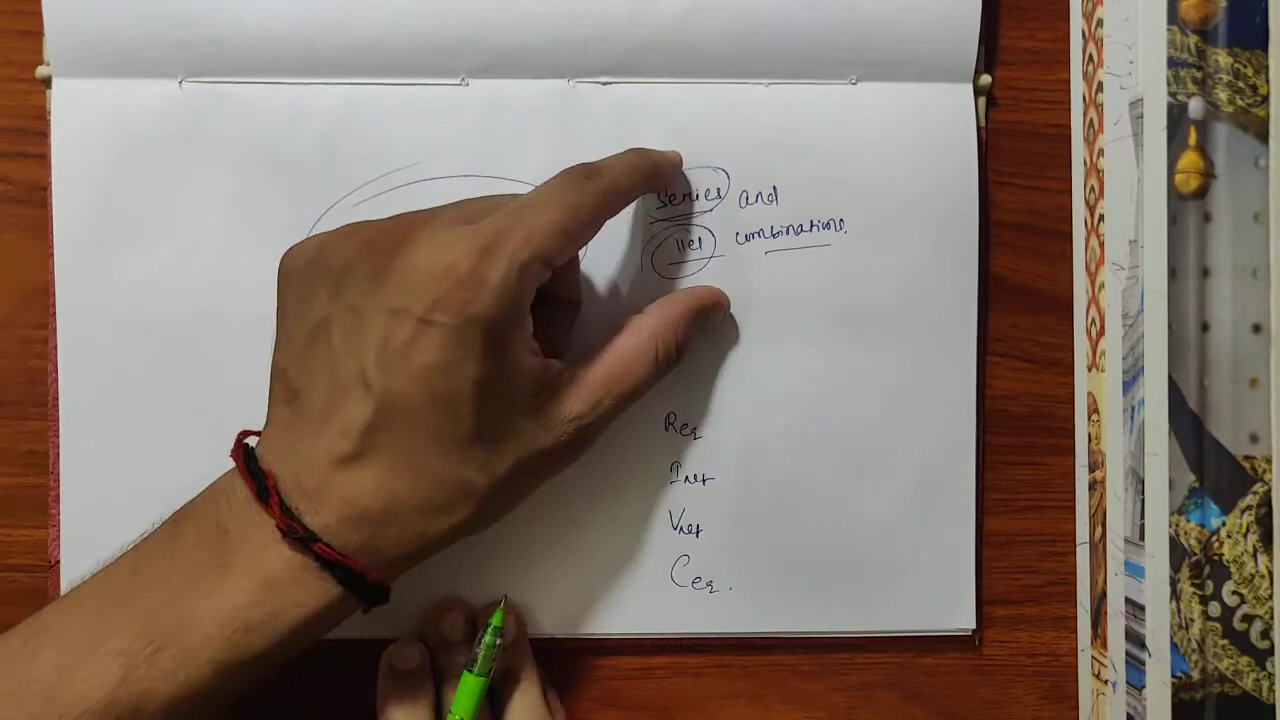 Series and
llel combinations.
Req
Inet
Vnet
Ceq.